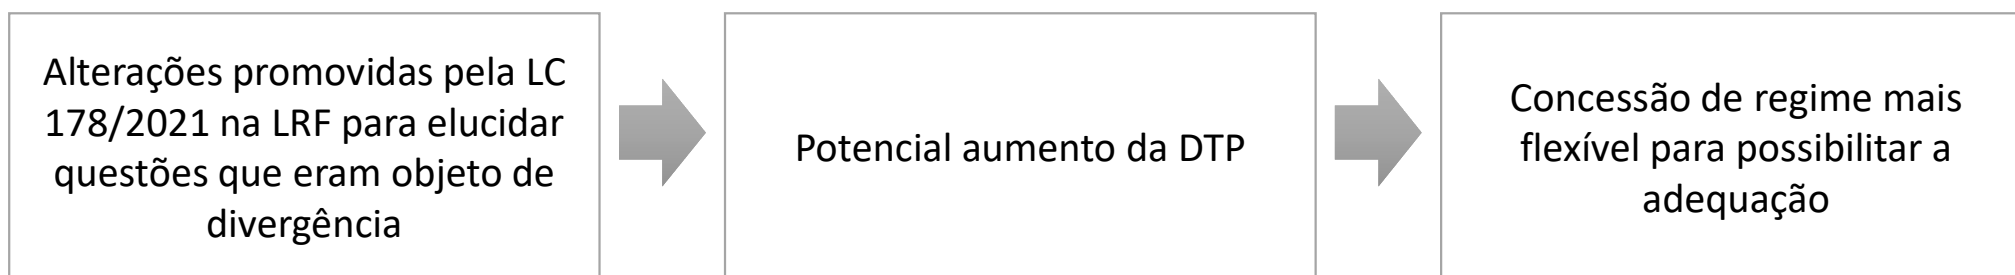 Alterações promovidas pela LC
178/2021 na LRF para elucidar
questões que eram objeto de
divergência
Potencial aumento da DTP
Concessão de regime mais
flexível para possibilitar a
adequação